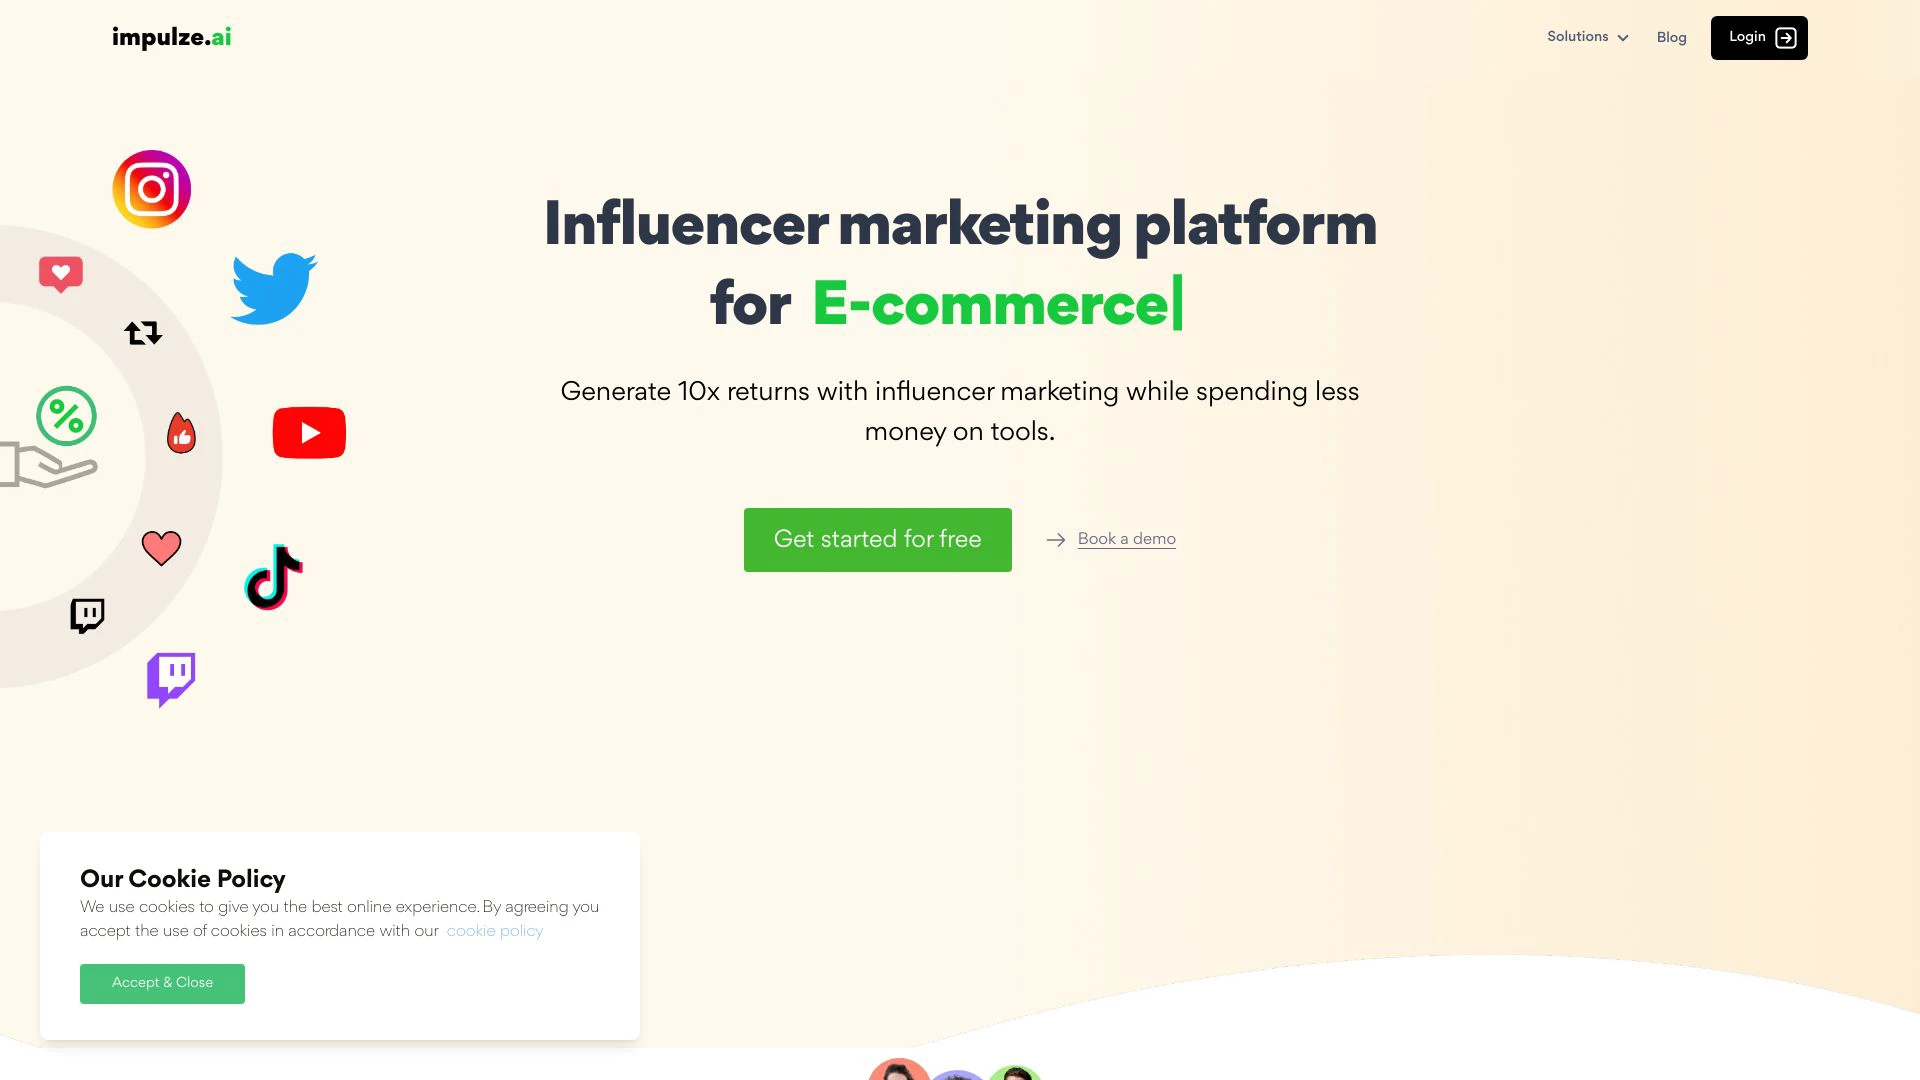 impulze.ai
Solutions
Blog
Login
Influencer marketing platform
for E-commerce|
Generate 10x returns with influencer marketing while spending less
money on tools.
Get started for free
Book a demo
Our Cookie Policy
We use cookies to give you the best online experience. By agreeing you
accept the use of cookies in accordance with our cookie policy
Accept & Close